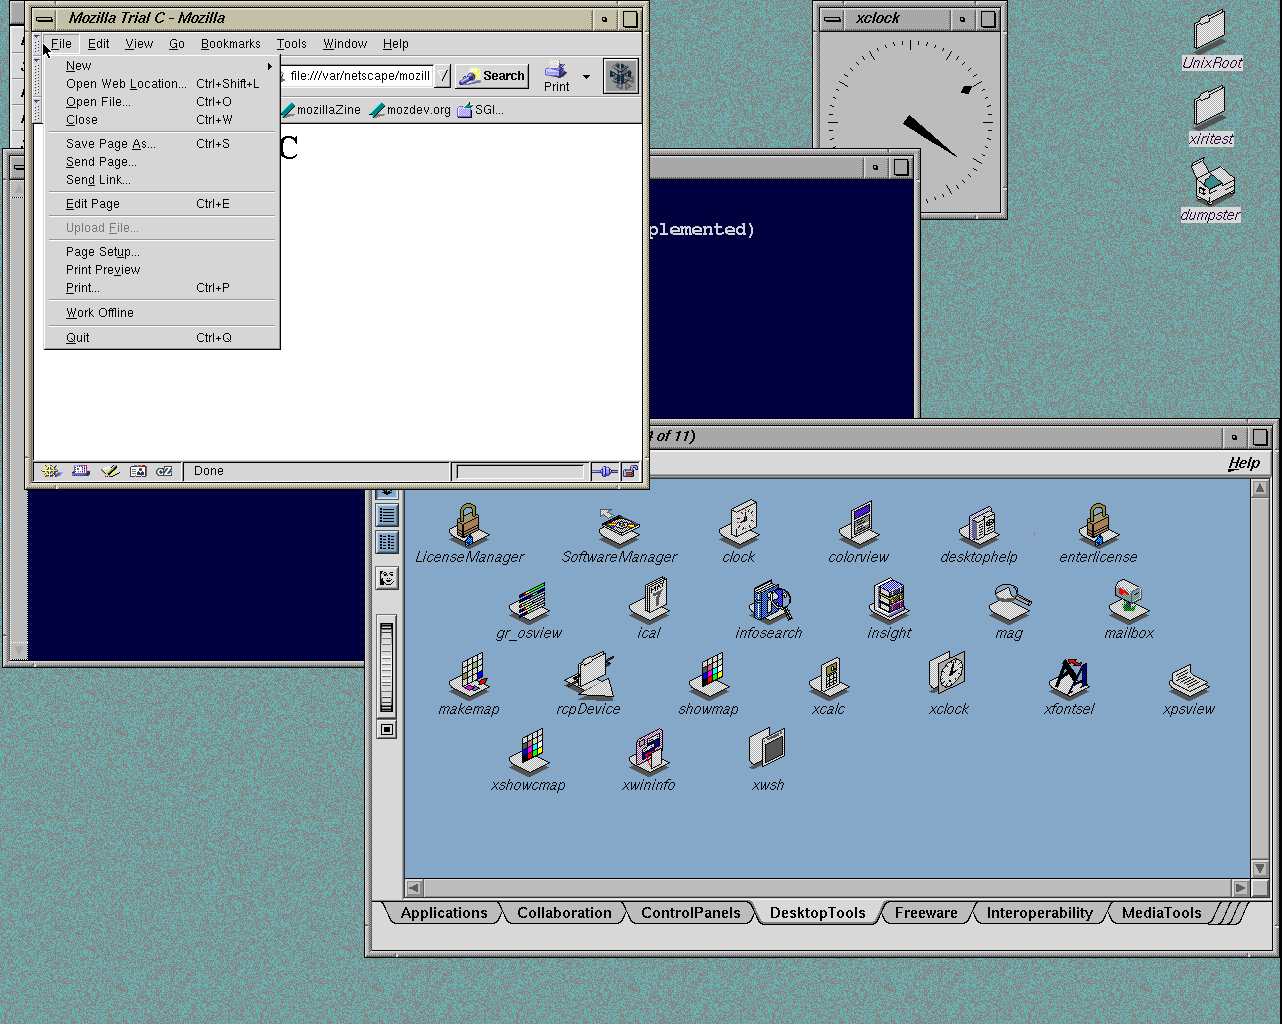 Mozilla Trial C - Mozilla
File Edit View Go Bookmarks Tools Window Help
New
Open Web Location... Ctrl+Shift+L
Open File... Ctrl+O
Close Ctrl+W
Save Page As... Ctrl+S
Send Page...
Send Link...
Edit Page Ctrl+E
Upload File...
Page Setup...
Print Preview
Print... Ctrl+P
Work Offline
Quit Ctrl+Q
file:///var/netscape/mozill
Search
Print
mozillaZine mozdev.org SGI...
C
Done
xclock
UnixRoot
xiritest
dumpster
plemented)
of 11)
Help
LicenseManager SoftwareManager clock colorview desktophelp enterlicense
gr_osview ical infosearch insight mag mailbox
makemap rcpDevice showmap xcalc xclock xfontsel xpsview
xshowcmap xwininfo xwsh
Applications Collaboration ControlPanels DesktopTools Freeware Interoperability MediaTools